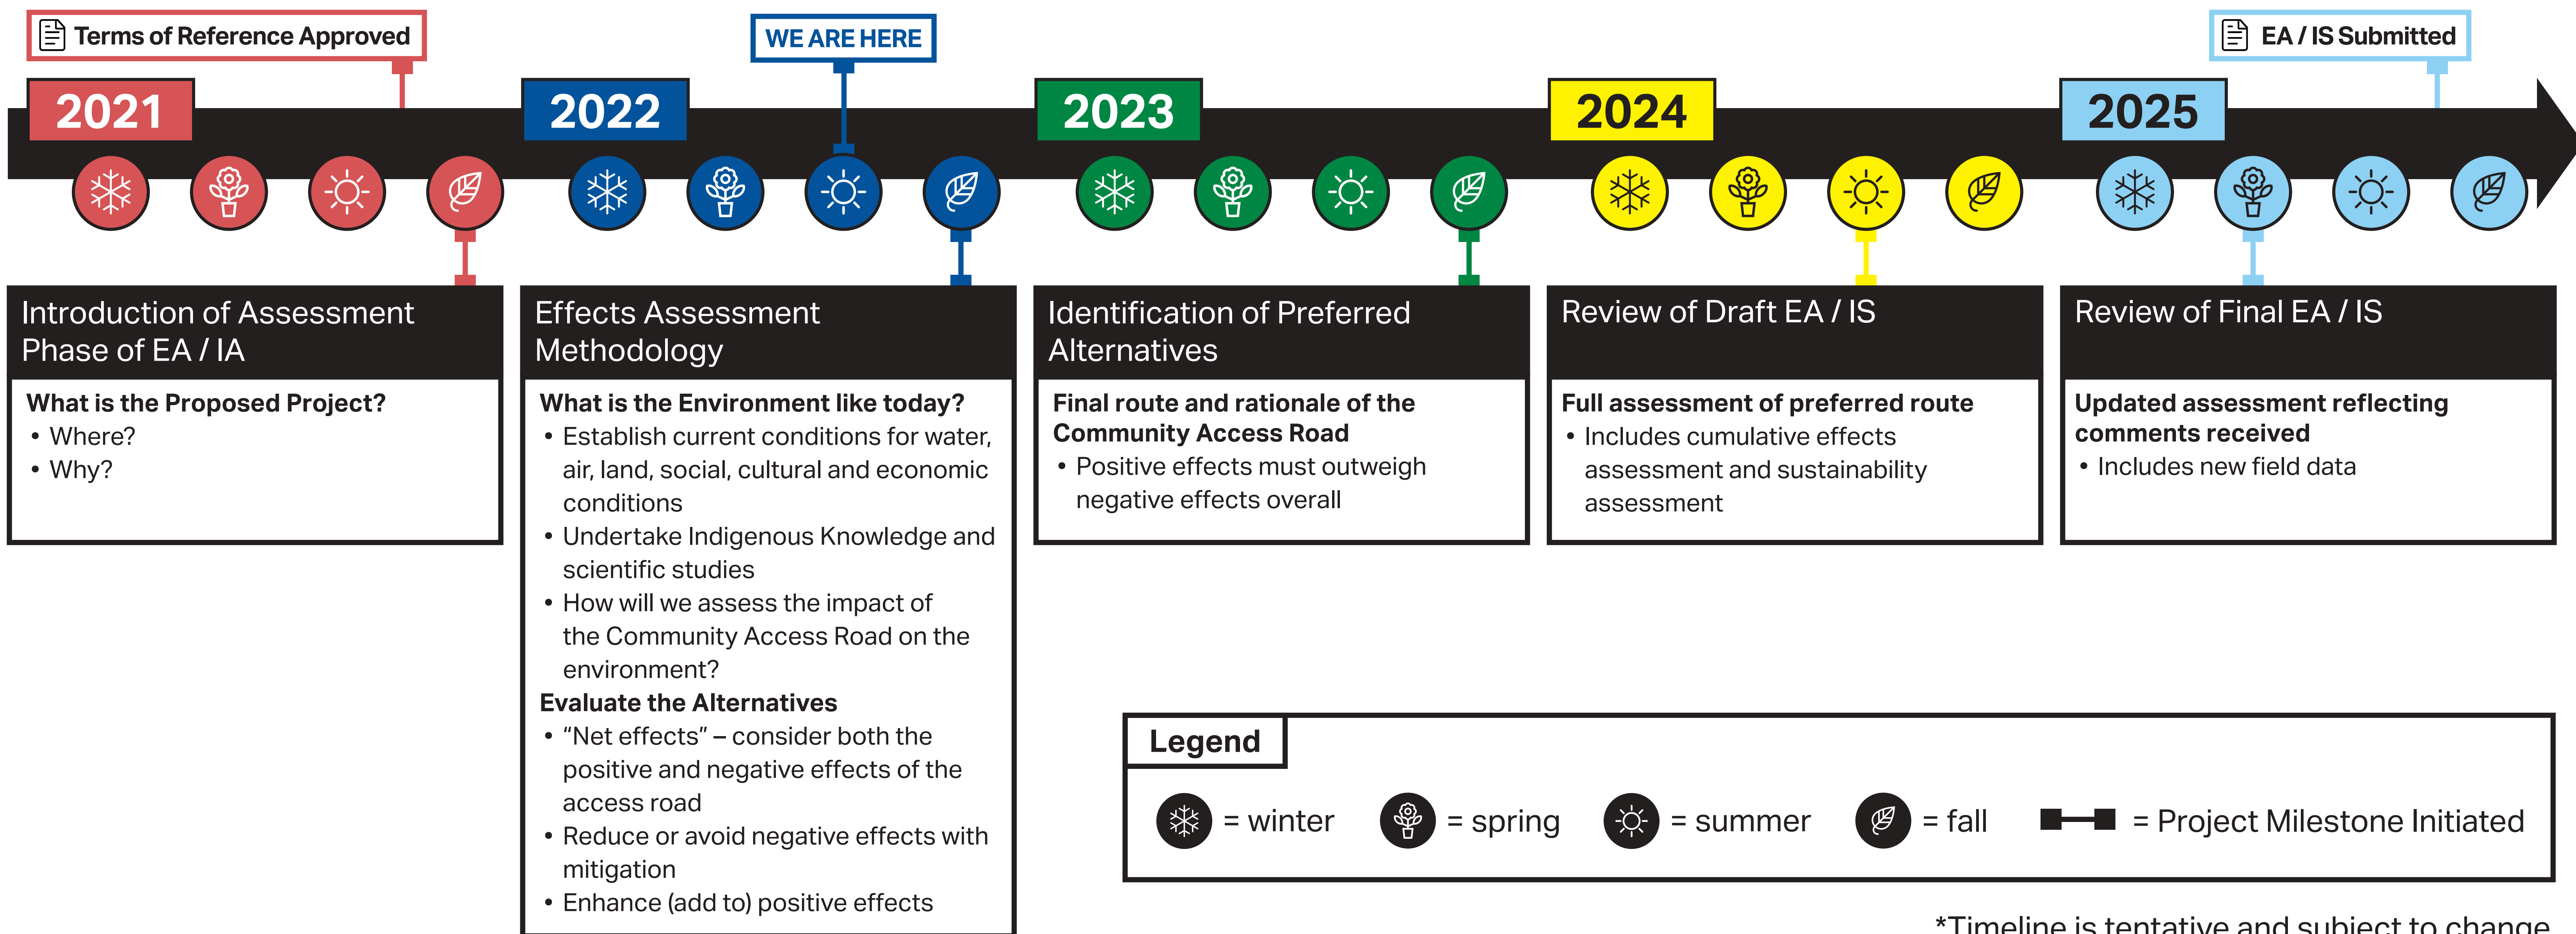 Terms of Reference Approved
WE ARE HERE
EA / IS Submitted
2021
2022
2023
2024
2025
Introduction of Assessment
Phase of EA / IA
What is the Proposed Project?
• Where?
• Why?
Effects Assessment
Methodology
What is the Environment like today?
• Establish current conditions for water,
air, land, social, cultural and economic
conditions
• Undertake Indigenous Knowledge and
scientific studies
• How will we assess the impact of
the Community Access Road on the
environment?
Evaluate the Alternatives
• “Net effects” – consider both the
positive and negative effects of the
access road
• Reduce or avoid negative effects with
mitigation
• Enhance (add to) positive effects
Identification of Preferred
Alternatives
Final route and rationale of the
Community Access Road
• Positive effects must outweigh
negative effects overall
Review of Draft EA / IS
Full assessment of preferred route
• Includes cumulative effects
assessment and sustainability
assessment
Review of Final EA / IS
Updated assessment reflecting
comments received
• Includes new field data
Legend
= winter
= spring
= summer
= fall
= Project Milestone Initiated
*Timeline is tentative and subject to change